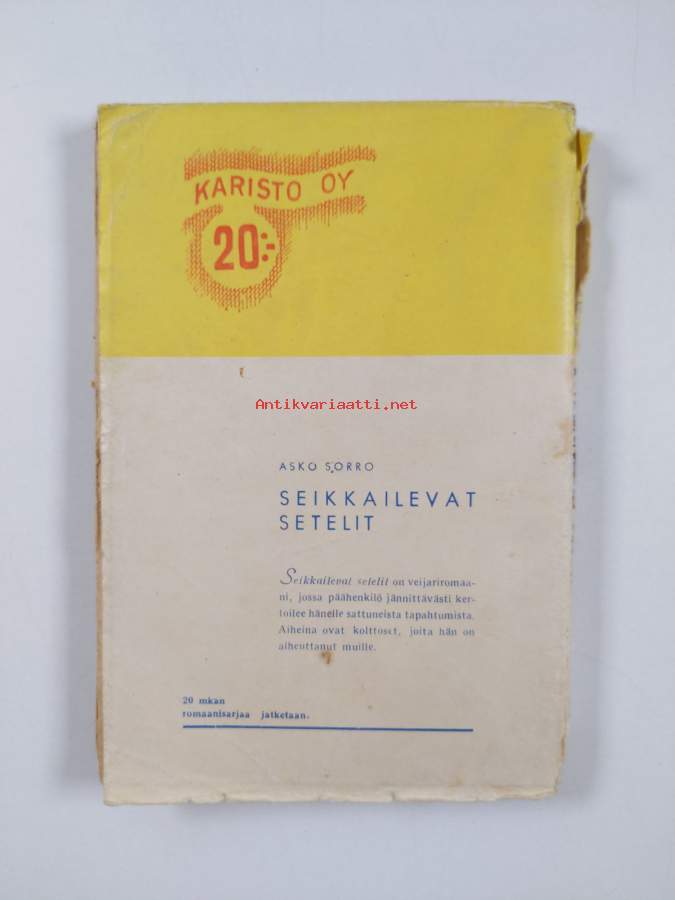 KARISTO OY
20:-
Antikvariaatti.net
ASKO SORRO
SEIKKAILEVAT
SETELIT
Seikkailevat setelit on veijariromaa-
ni, jossa päähenkilö jännittävästi ker-
toilee hänelle sattuneista tapahtumista.
Aiheina ovat kolttoset, joita hän on
aiheuttanut muille.
20 mkan
romaanisarjaa jatketaan.